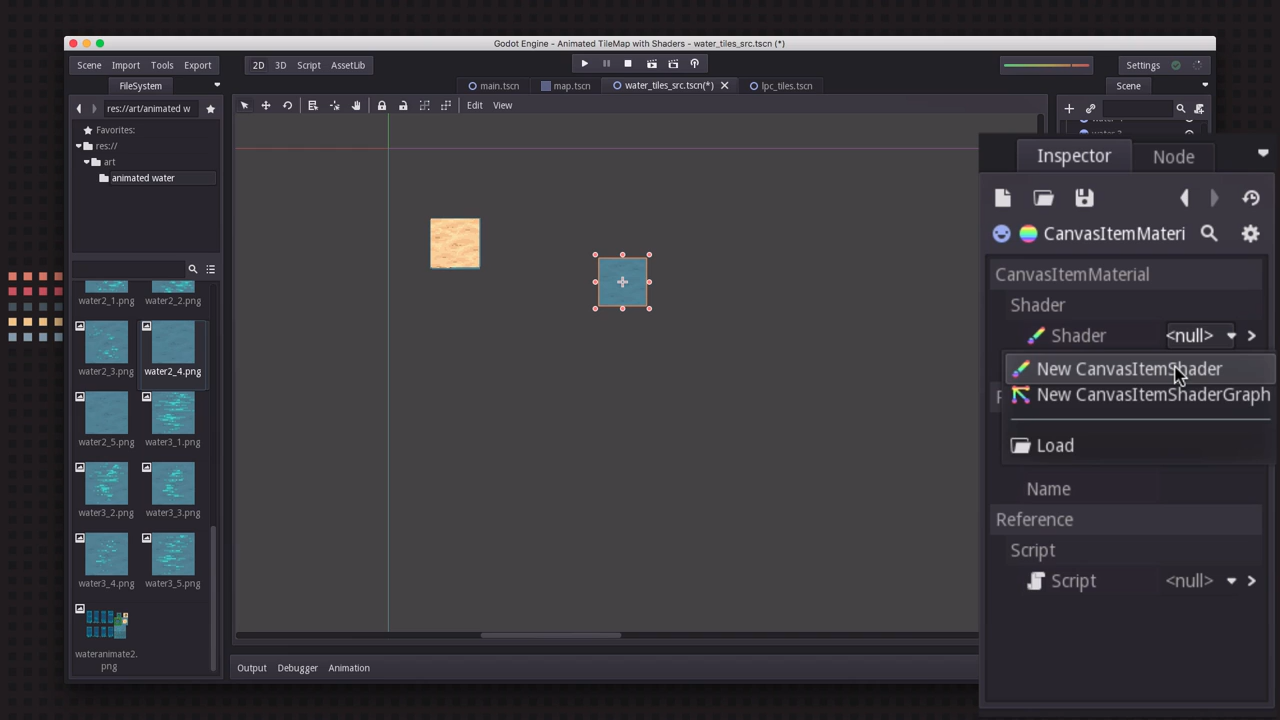 Godot Engine - Animated TileMap with Shaders - water_tiles_src.tscn (*)
Scene Import Tools Export 2D 3D Script AssetLib Settings
FileSystem main.tscn map.tscn water_tiles_src.tscn(*) lpc_tiles.tscn Scene
res://art/animated w Edit View
Favorites:
res://
art
animated water
water2_1.png water2_2.png
water2_3.png water2_4.png
water2_5.png water3_1.png
water3_2.png water3_3.png
water3_4.png water3_5.png
wateranimate2.
png
Output Debugger Animation
Inspector Node
CanvasItemMateri
CanvasItemMaterial
Shader
Shader <null>
New CanvasItemShader
New CanvasItemShaderGraph
Load
Name
Reference
Script
Script <null>